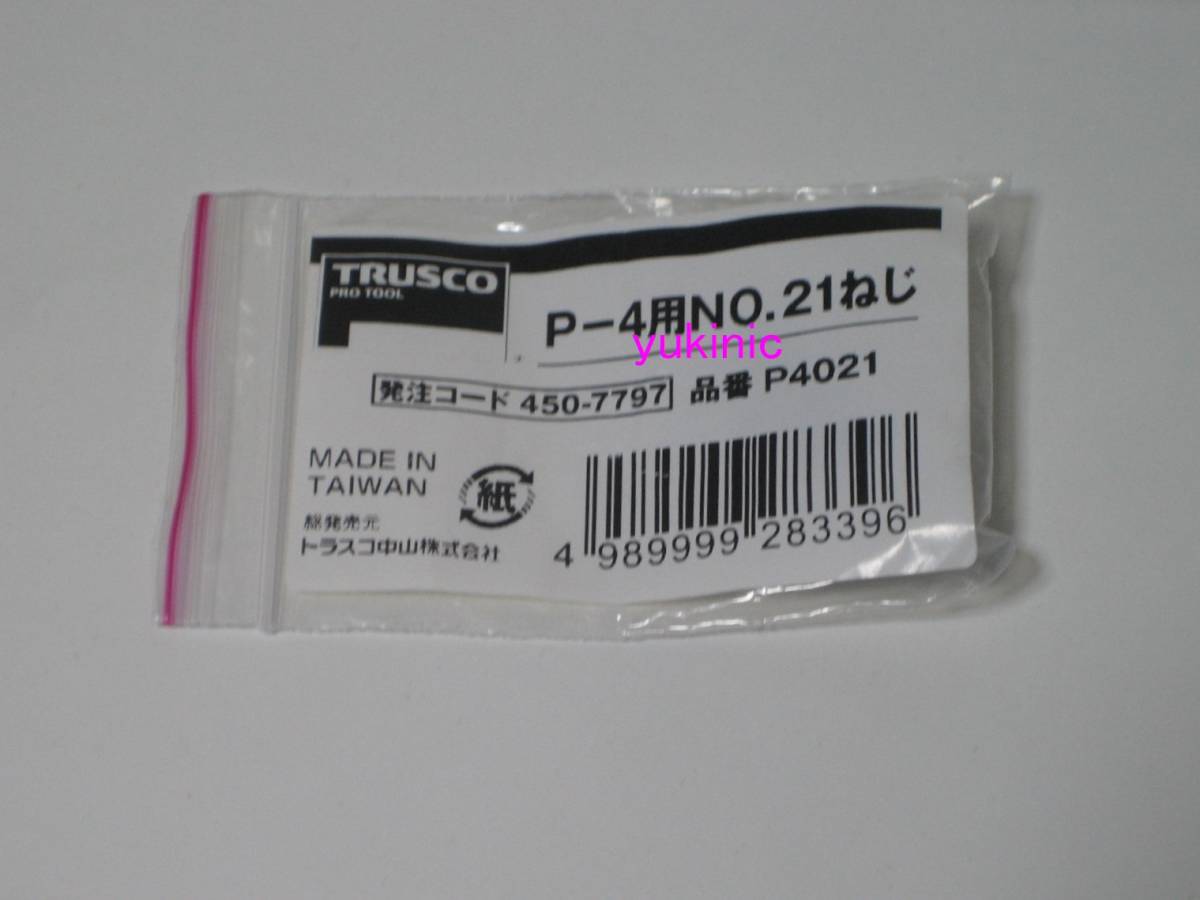 TRUSCO
PRO TOOL
P-4用NO.21ねじ
yukinic
発注コード 450-7797 品番 P4021
MADE IN
TAIWAN
紙
総発売元
トラスコ中山株式会社
4 989999 283396